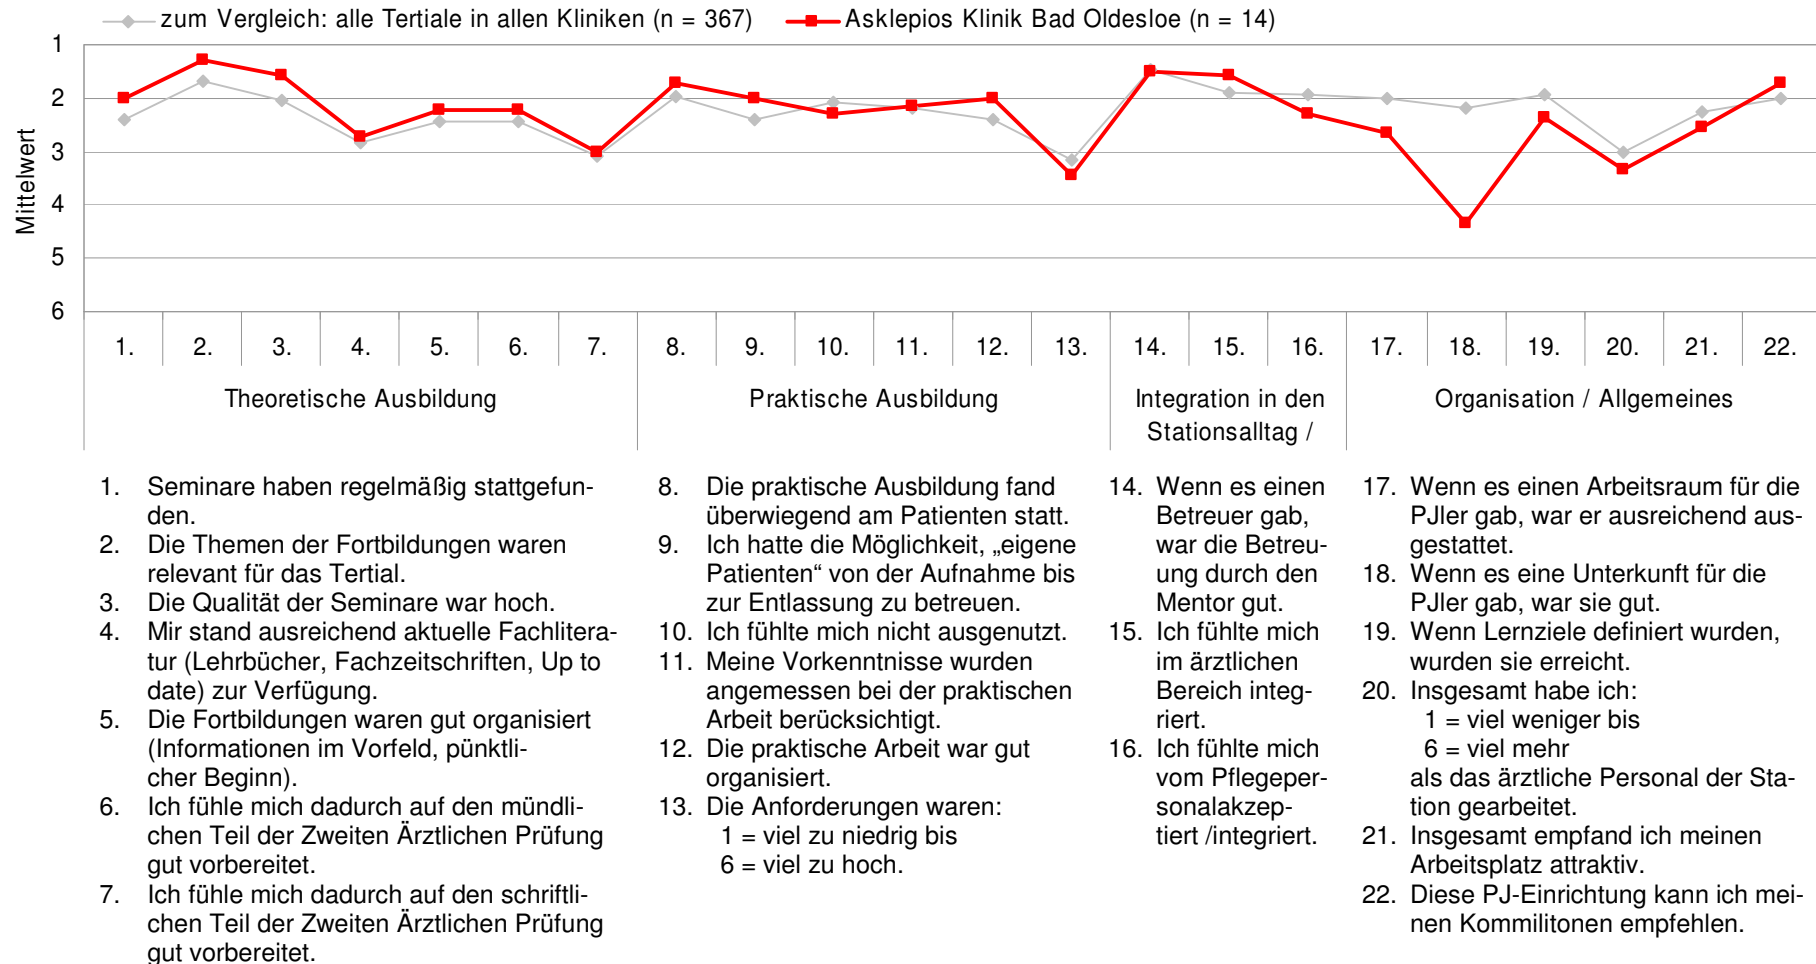 zum Vergleich: alle Tertiale in allen Kliniken (n = 367)
Asklepios Klinik Bad Oldesloe (n = 14)
Mittelwert
1
2
3
4
5
6
1. 2. 3. 4. 5. 6. 7. 8. 9. 10. 11. 12. 13. 14. 15. 16. 17. 18. 19. 20. 21. 22.
Theoretische Ausbildung
Praktische Ausbildung
Integration in den
Stationsalltag /
Organisation / Allgemeines
1. Seminare haben regelmäßig stattgefun-
den.
2. Die Themen der Fortbildungen waren
relevant für das Tertial.
3. Die Qualität der Seminare war hoch.
4. Mir stand ausreichend aktuelle Fachlitera-
tur (Lehrbücher, Fachzeitschriften, Up to
date) zur Verfügung.
5. Die Fortbildungen waren gut organisiert
(Informationen im Vorfeld, pünktli-
cher Beginn).
6. Ich fühle mich dadurch auf den mündli-
chen Teil der Zweiten Ärztlichen Prüfung
gut vorbereitet.
7. Ich fühle mich dadurch auf den schriftli-
chen Teil der Zweiten Ärztlichen Prüfung
gut vorbereitet.
8. Die praktische Ausbildung fand
überwiegend am Patienten statt.
9. Ich hatte die Möglichkeit, „eigene
Patienten“ von der Aufnahme bis
zur Entlassung zu betreuen.
10. Ich fühlte mich nicht ausgenutzt.
11. Meine Vorkenntnisse wurden
angemessen bei der praktischen
Arbeit berücksichtigt.
12. Die praktische Arbeit war gut
organisiert.
13. Die Anforderungen waren:
1 = viel zu niedrig bis
6 = viel zu hoch.
14. Wenn es einen
Betreuer gab,
war die Betreu-
ung durch den
Mentor gut.
15. Ich fühlte mich
im ärztlichen
Bereich integ-
riert.
16. Ich fühlte mich
vom Pflegeper-
sonalakzep-
tiert /integriert.
17. Wenn es einen Arbeitsraum für die
PJler gab, war er ausreichend aus-
gestattet.
18. Wenn es eine Unterkunft für die
PJler gab, war sie gut.
19. Wenn Lernziele definiert wurden,
wurden sie erreicht.
20. Insgesamt habe ich:
1 = viel weniger bis
6 = viel mehr
als das ärztliche Personal der Sta-
tion gearbeitet.
21. Insgesamt empfand ich meinen
Arbeitsplatz attraktiv.
22. Diese PJ-Einrichtung kann ich mei-
nen Kommilitonen empfehlen.